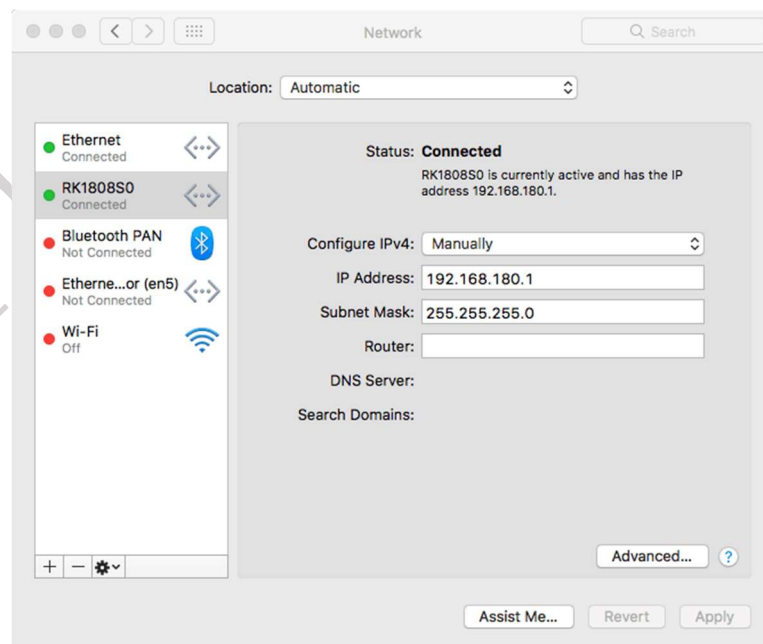 Network
Search
Location: Automatic
Ethernet
Connected
RK1808S0
Connected
Bluetooth PAN
Not Connected
Etherne...or (en5)
Not Connected
Wi-Fi
Off
Status: Connected
RK1808S0 is currently active and has the IP
address 192.168.180.1.
Configure IPv4: Manually
IP Address: 192.168.180.1
Subnet Mask: 255.255.255.0
Router:
DNS Server:
Search Domains:
Advanced... ?
Assist Me... Revert Apply